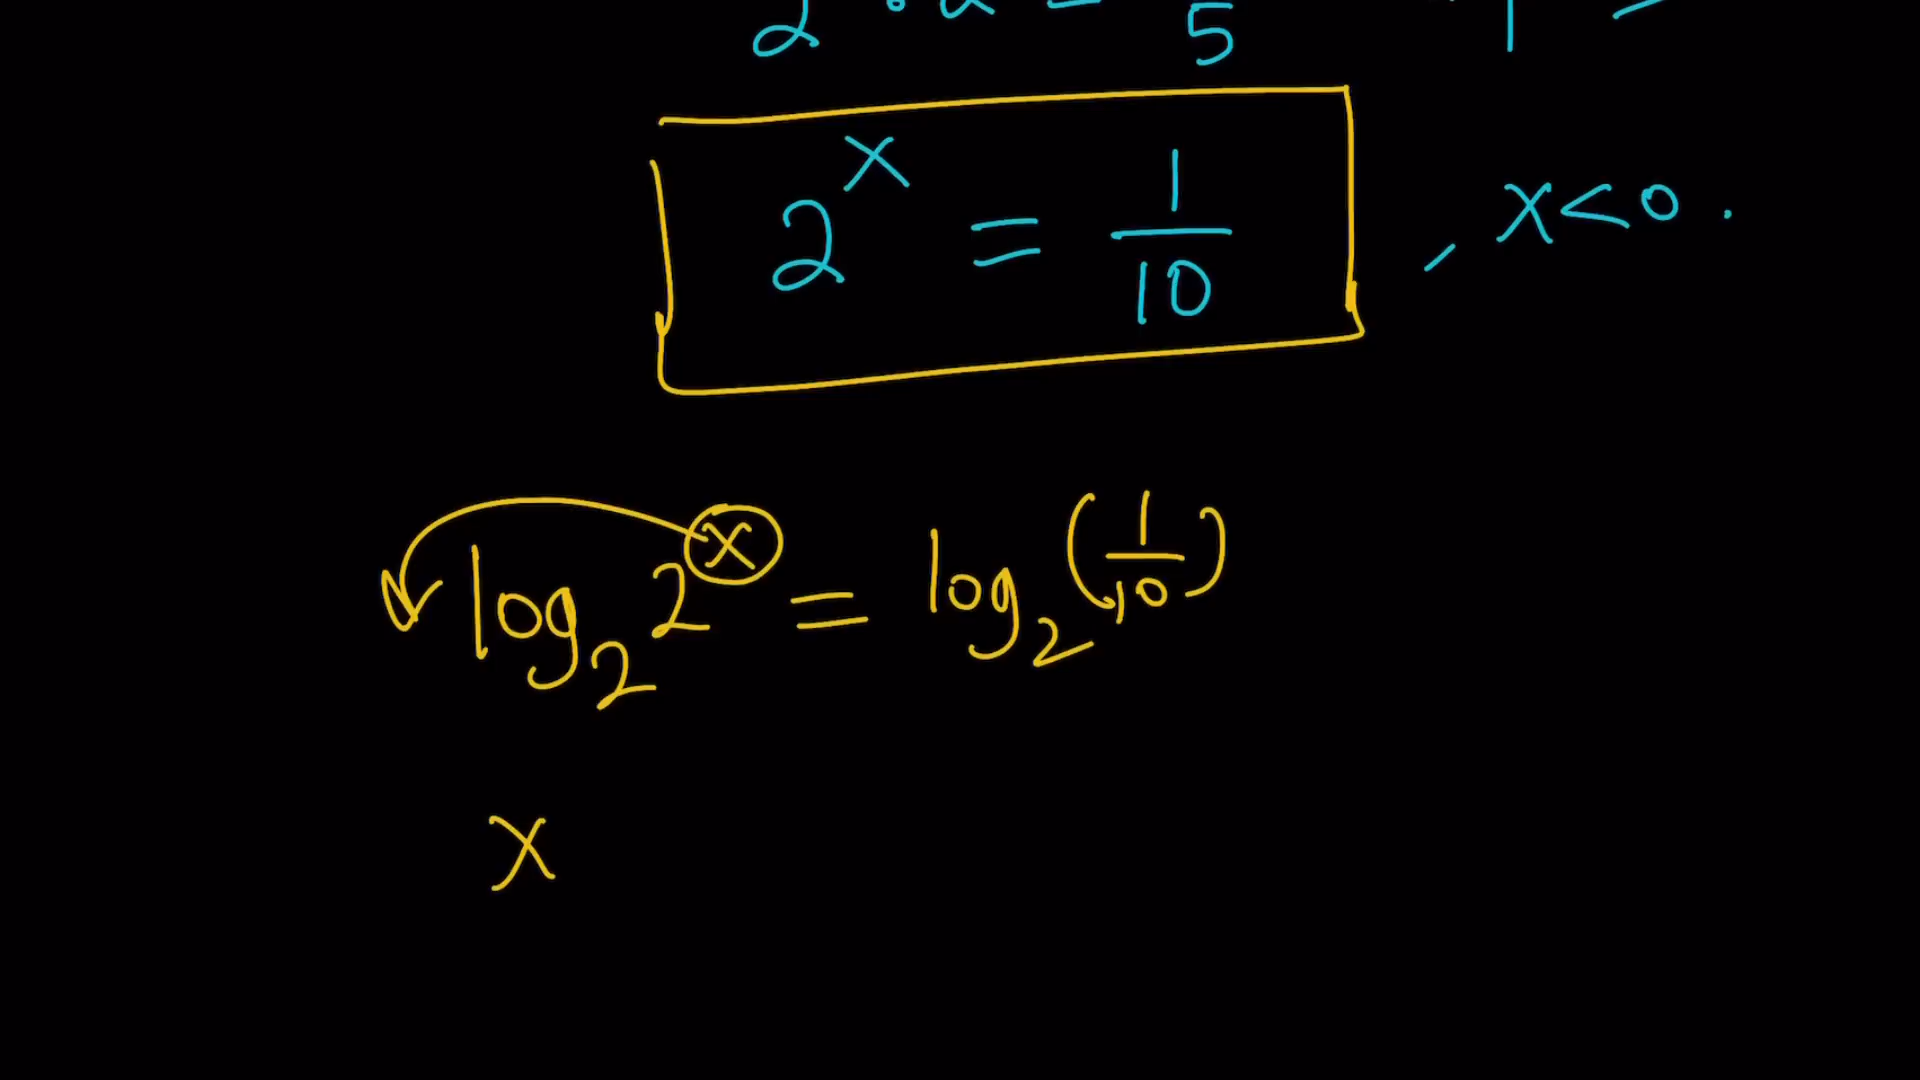 2^x = 1/10 , x<0 .
log_2 2^x = log_2 (1/10)
x